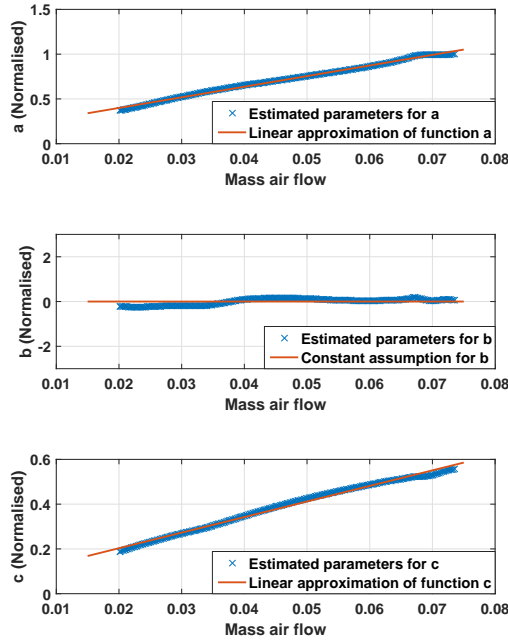 1.5
1
0.5
0
a (Normalised)
Estimated parameters for a
Linear approximation of function a
0.01 0.02 0.03 0.04 0.05 0.06 0.07 0.08
Mass air flow
2
0
-2
b (Normalised)
Estimated parameters for b
Constant assumption for b
0.01 0.02 0.03 0.04 0.05 0.06 0.07 0.08
Mass air flow
0.6
0.4
0.2
0
c (Normalised)
Estimated parameters for c
Linear approximation of function c
0.01 0.02 0.03 0.04 0.05 0.06 0.07 0.08
Mass air flow